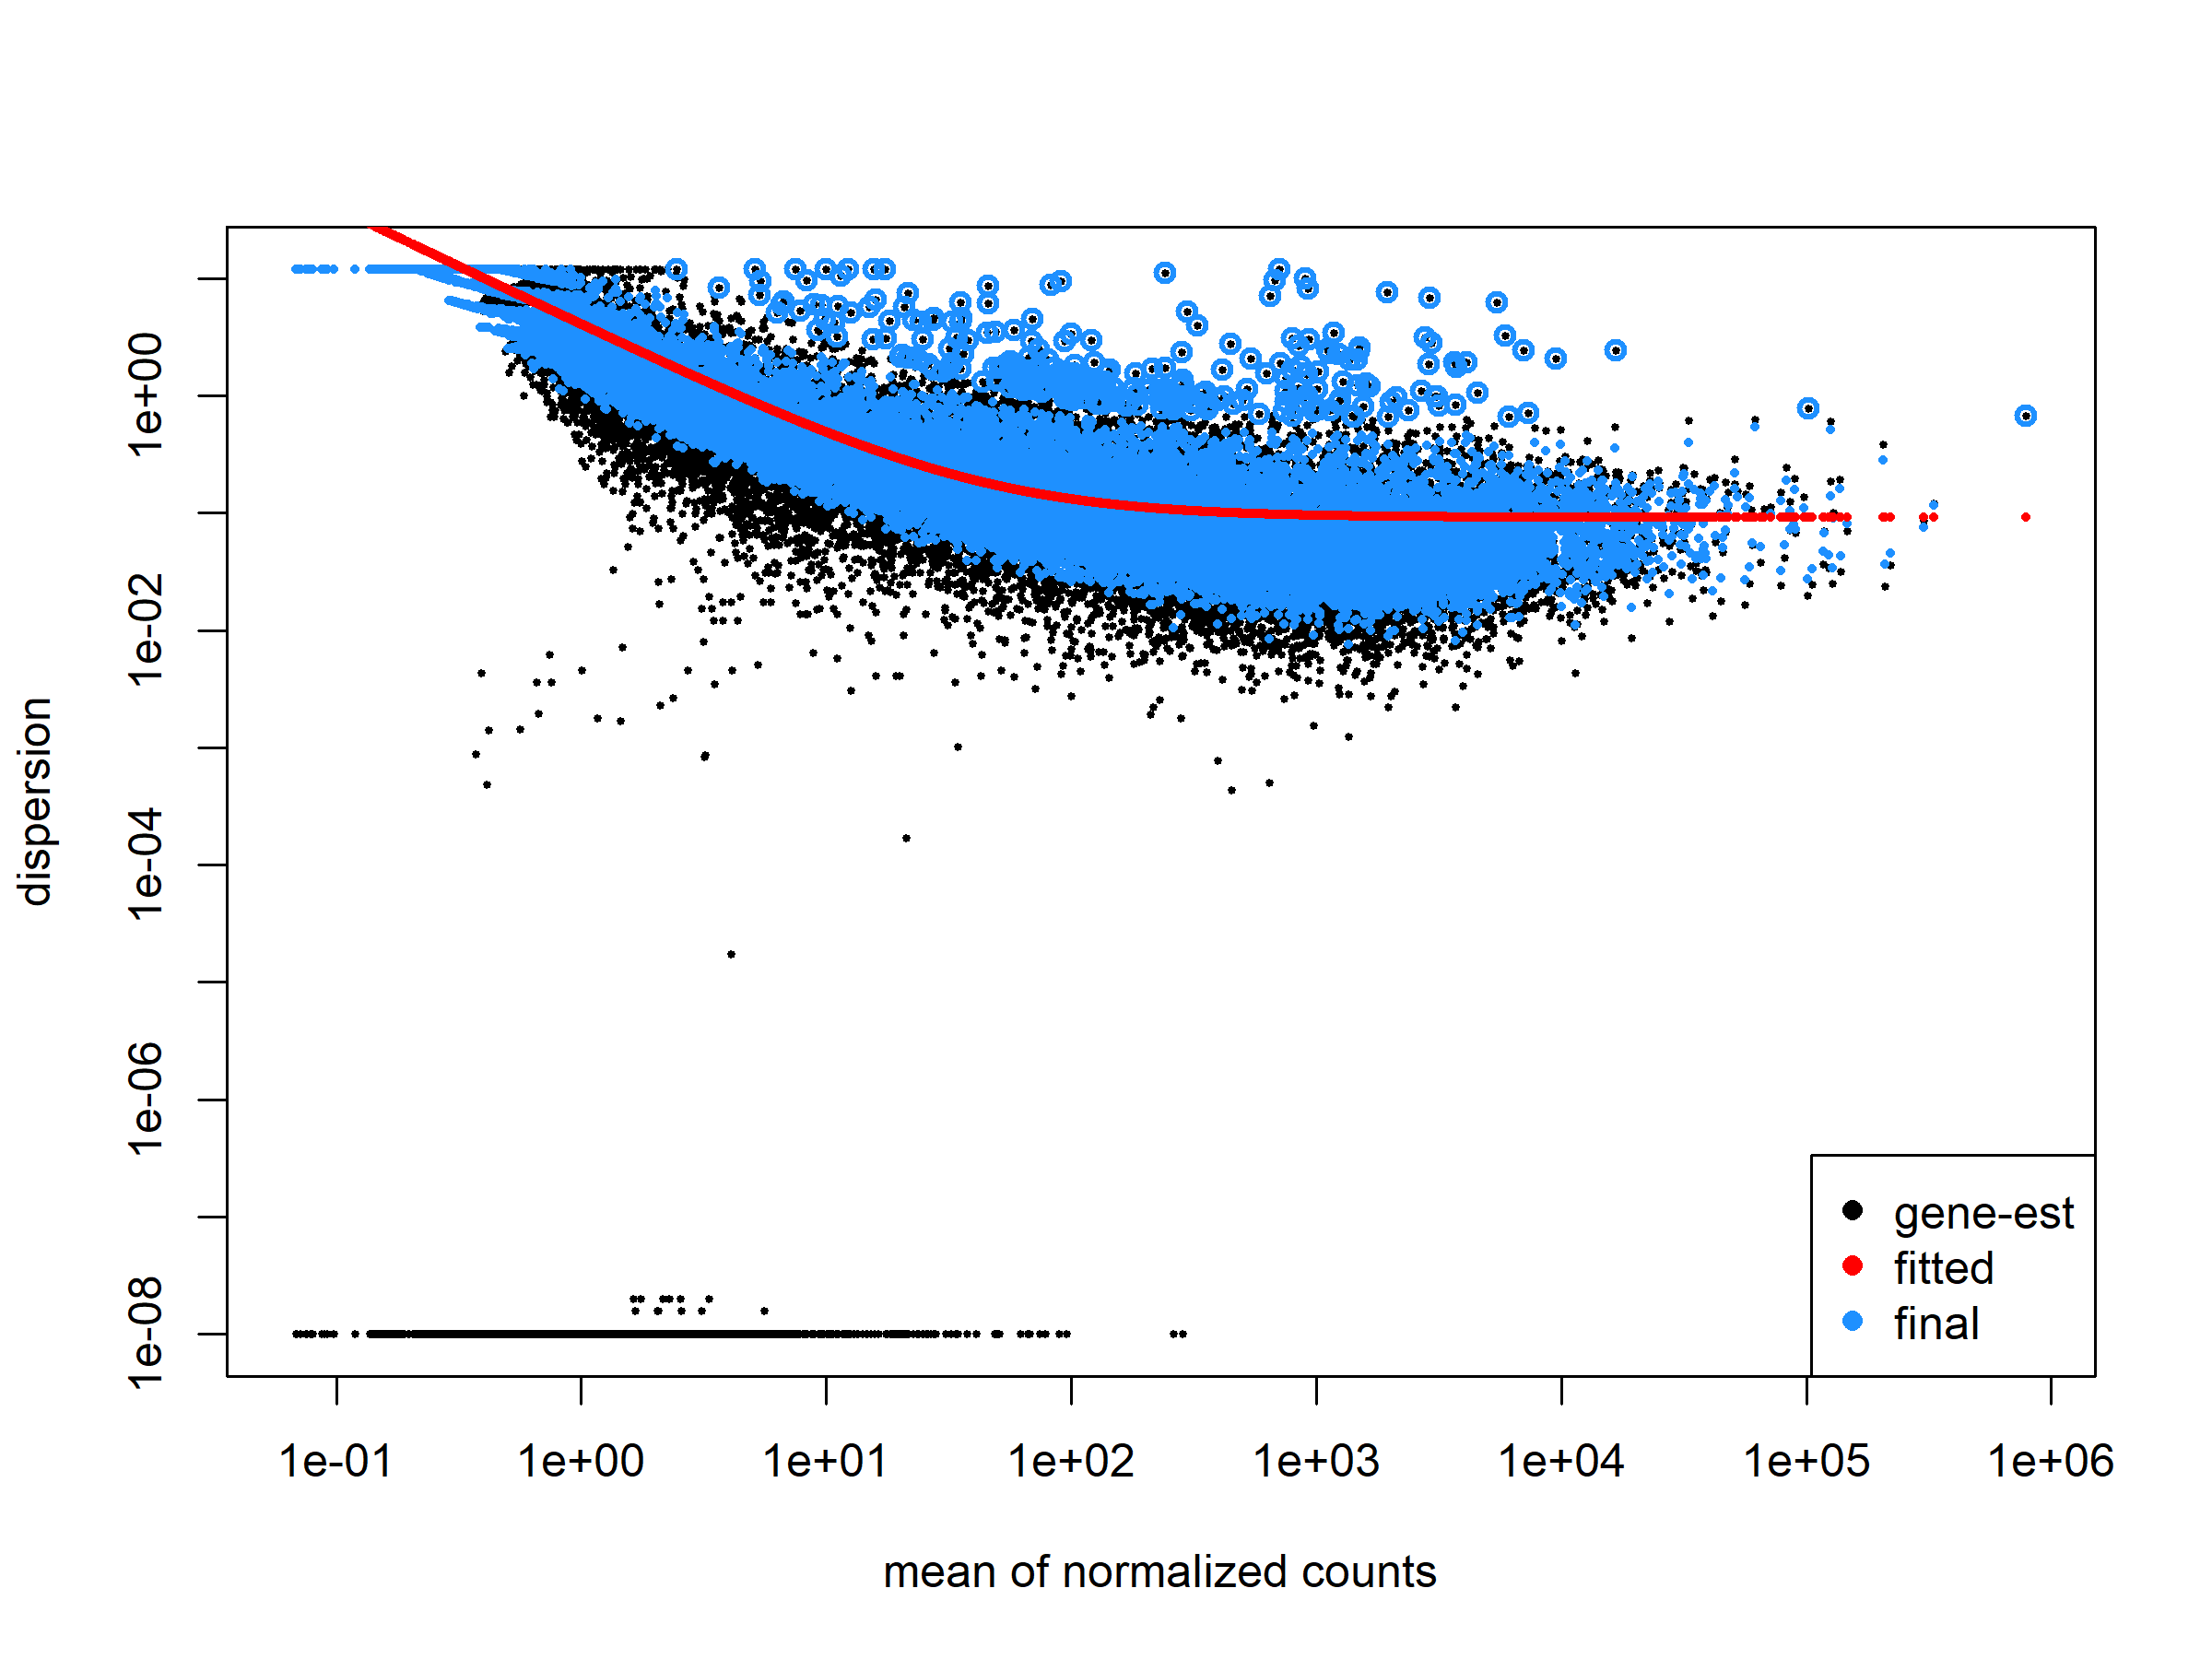 dispersion
1e+00
1e-02
1e-04
1e-06
1e-08
gene-est
fitted
final
1e-01 1e+00 1e+01 1e+02 1e+03 1e+04 1e+05 1e+06
mean of normalized counts